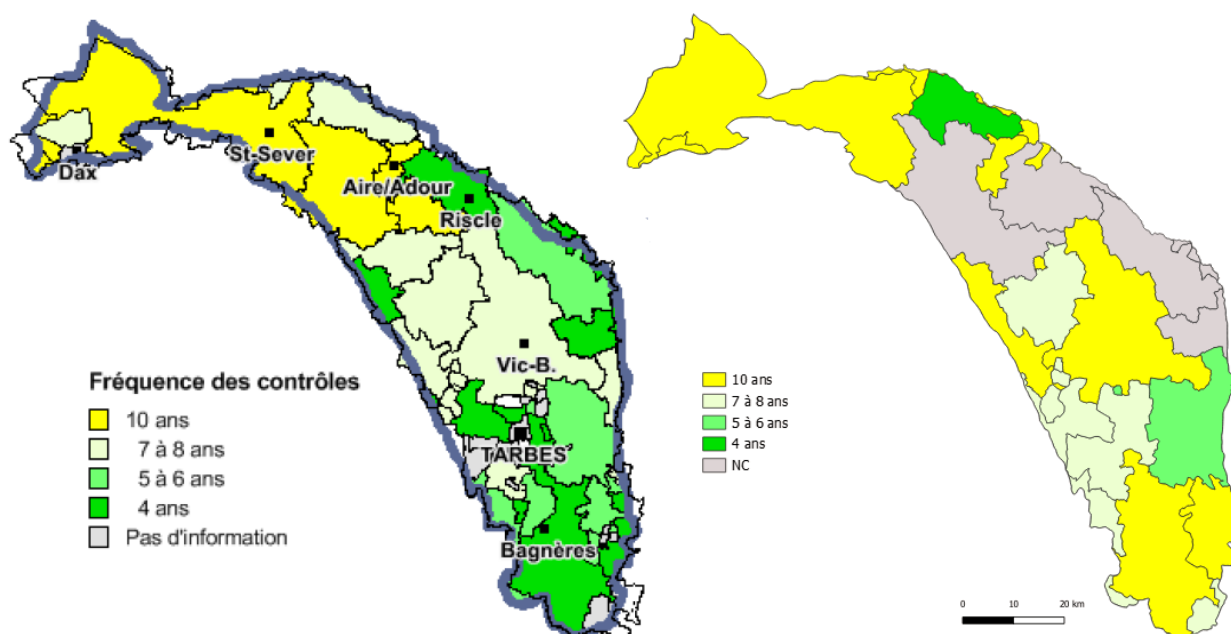 Dax
St-Sever
Aire/Adour
Riscle
Vic-B.
TARBES
Bagnères
Fréquence des contrôles
10 ans
7 à 8 ans
5 à 6 ans
4 ans
Pas d'information
10 ans
7 à 8 ans
5 à 6 ans
4 ans
NC
0 10 20 km